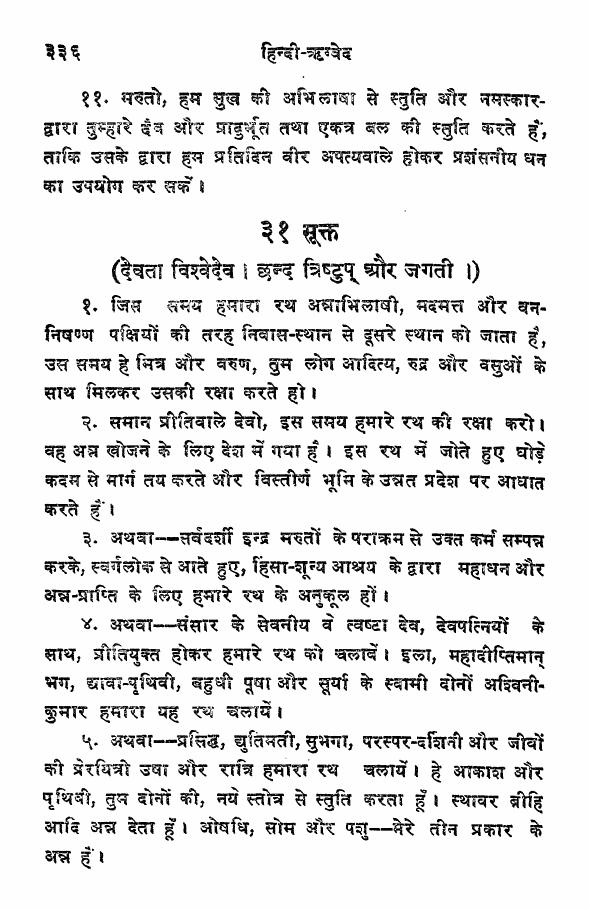 ३३६ हिन्दी-ऋग्वेद
११. मरुतो, हम सुख की अभिलाषा से स्तुति और नमस्कार-
द्वारा तुम्हारे दैव और प्रादुर्भूत तथा एकत्र बल की स्तुति करते हैं,
ताकि उसके द्वारा हम प्रतिदिन वीर अपत्यवाले होकर प्रशंसनीय धन
का उपयोग कर सकें।
३१ सूक्त
(देवता विश्वेदेव। छन्द त्रिष्टुप् और जगती।)
१. जिस समय हमारा रथ अन्नाभिलाषी, मदमत्त और वन-
निषण्ण पक्षियों की तरह निवास-स्थान से दूसरे स्थान को जाता है,
उस समय हे मित्र और वरुण, तुम लोग आदित्य, रुद्र और वसुओं के
साथ मिलकर उसकी रक्षा करते हो।
२. समान प्रीतिवाले देवो, इस समय हमारे रथ की रक्षा करो।
वह अन्न खोजने के लिए देश में गया है। इस रथ में जोते हुए घोड़े
कदम से मार्ग तय करते और विस्तीर्ण भूमि के उन्नत प्रदेश पर आघात
करते हैं।
३. अथवा--सर्वदर्शी इन्द्र मरुतों के पराक्रम से उक्त कर्म सम्पन्न
करके, स्वर्गलोक से आते हुए, हिंसा-शून्य आश्रय के द्वारा महाधन और
अन्न-प्राप्ति के लिए हमारे रथ के अनुकूल हों।
४. अथवा--संसार के सेवनीय वे त्वष्टा देव, देवपत्नियों के
साथ, प्रीतियुक्त होकर हमारे रथ को चलावें। इला, महादीप्तिमान्
भग, द्यावा-पृथिवी, बहुधी पूषा और सूर्या के स्वामी दोनों अश्विनी-
कुमार हमारा यह रथ चलायें।
५. अथवा--प्रसिद्ध, द्युतिमती, सुभगा, परस्पर-दर्शिनी और जीवों
की प्रेरयित्री उषा और रात्रि हमारा रथ चलायें। हे आकाश और
पृथिवी, तुम दोनों की, नये स्तोत्र से स्तुति करता हूँ। स्थावर व्रीहि
आदि अन्न देता हूँ। ओषधि, सोम और पशु--मेरे तीन प्रकार के
अन्न हैं।